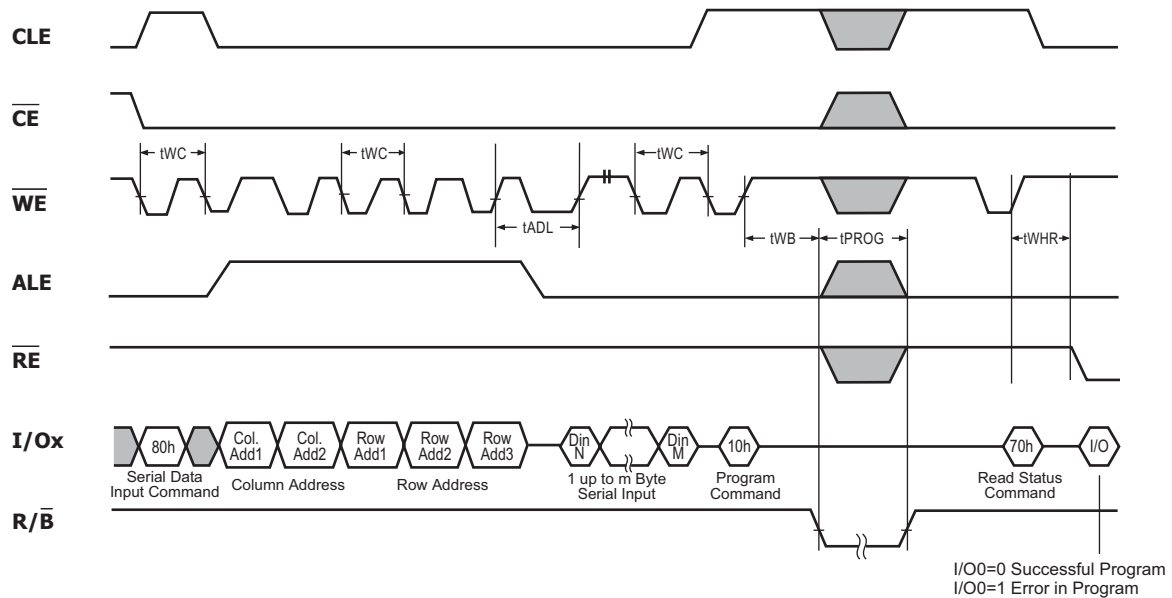 CLE
CE
tWC
tWC
tWC
WE
tADL
tWB
tPROG
tWHR
ALE
RE
I/Ox
80h
Col.
Add1
Col.
Add2
Row
Add1
Row
Add2
Row
Add3
Din
N
Din
M
10h
70h
I/O
Serial Data
Input Command
Column Address
Row Address
1 up to m Byte
Serial Input
Program
Command
Read Status
Command
R/B̅
I/O0=0 Successful Program
I/O0=1 Error in Program